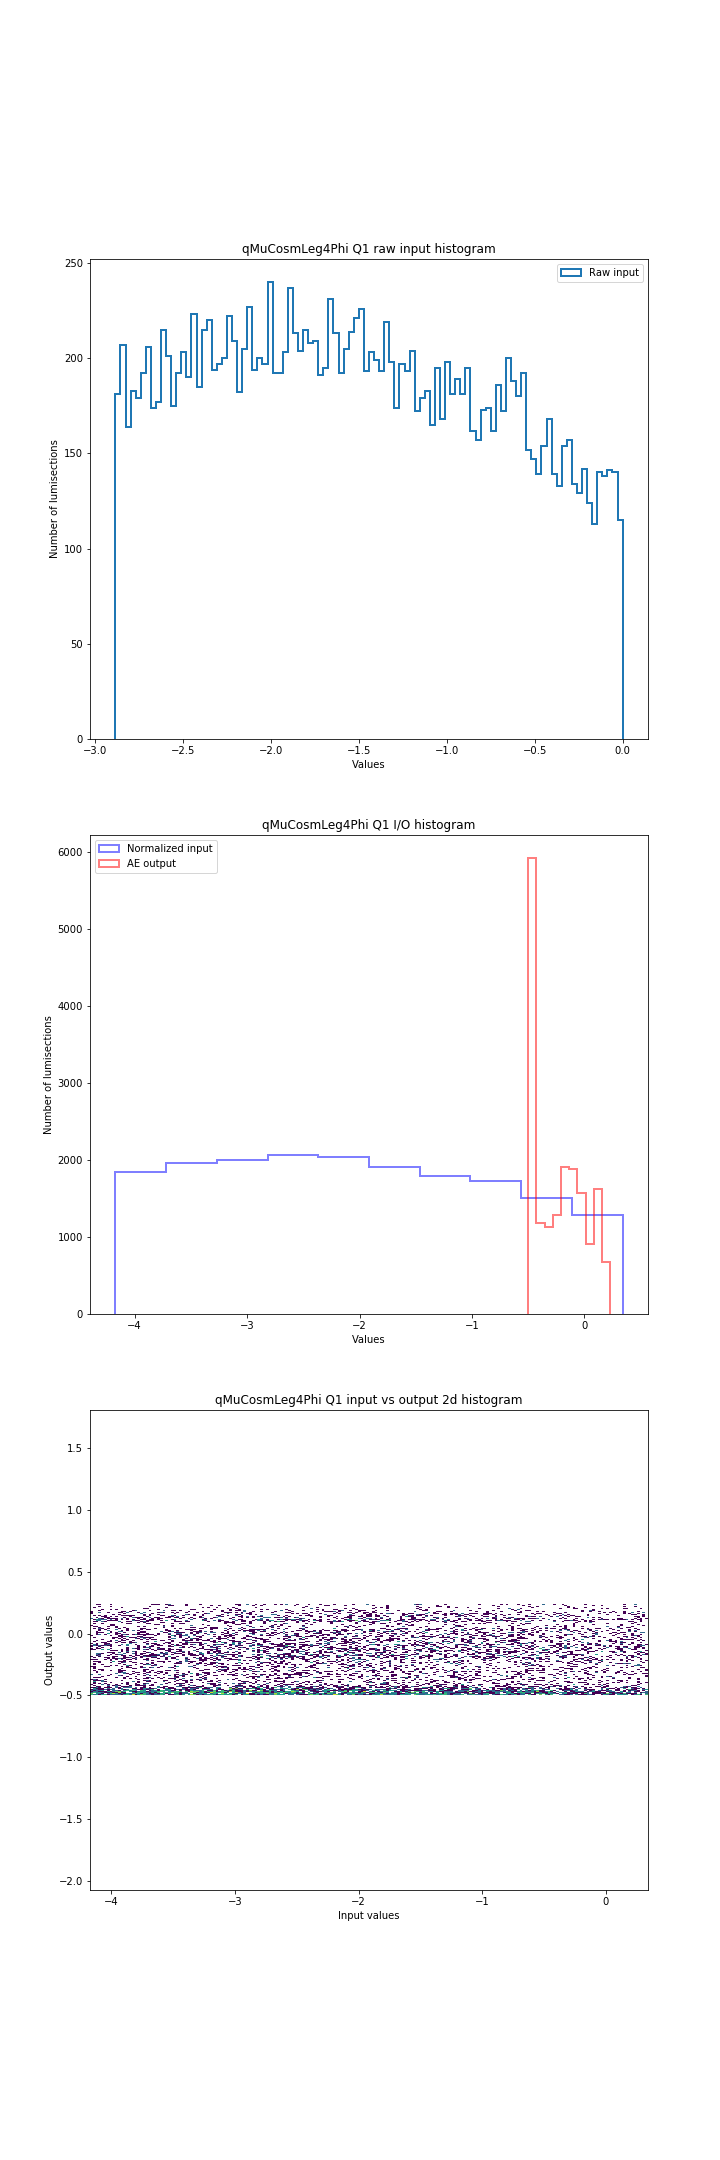 qMuCosmLeg4Phi Q1 raw input histogram
Raw input
250
200
150
100
50
0
Number of lumisections
−3.0 −2.5 −2.0 −1.5 −1.0 −0.5 0.0
Values
qMuCosmLeg4Phi Q1 I/O histogram
Normalized input
AE output
6000
5000
4000
3000
2000
1000
0
Number of lumisections
−4 −3 −2 −1 0
Values
qMuCosmLeg4Phi Q1 input vs output 2d histogram
1.5
1.0
0.5
0.0
−0.5
−1.0
−1.5
−2.0
Output values
−4 −3 −2 −1 0
Input values